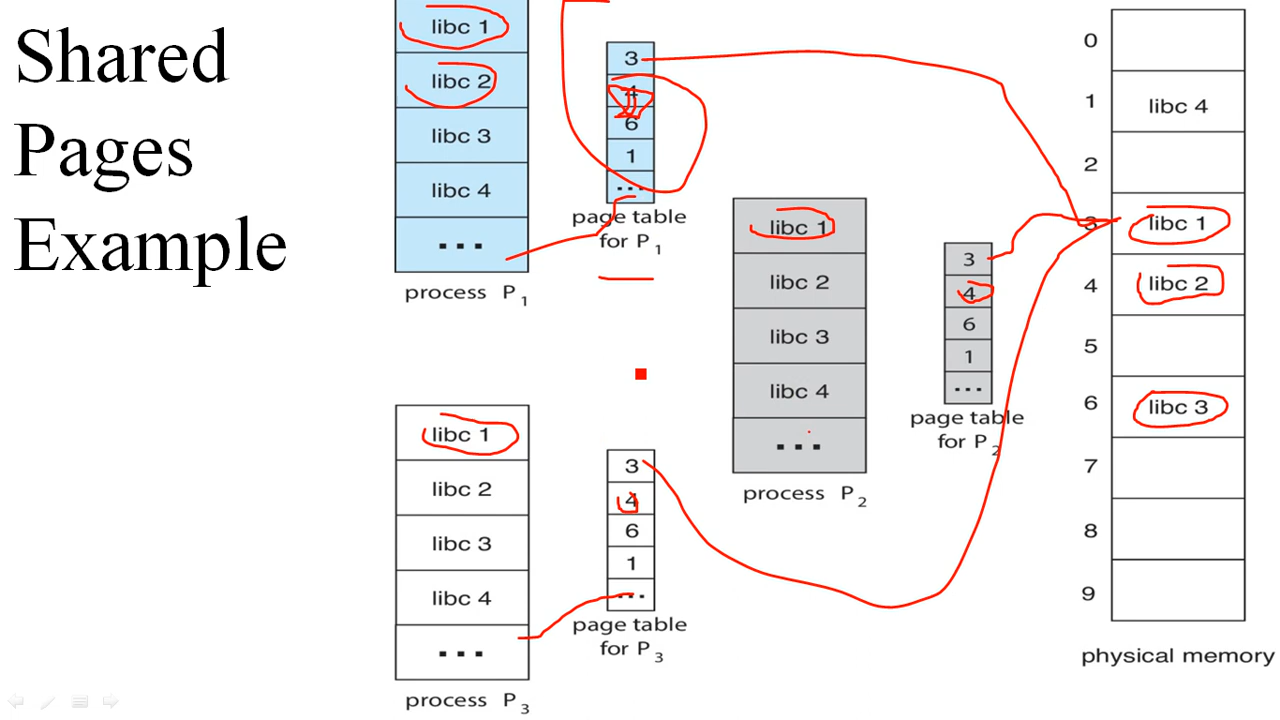 Shared
Pages
Example
libc 1
libc 2
libc 3
libc 4
...
process P1
3
4
6
1
...
page table
for P1
libc 1
libc 2
libc 3
libc 4
...
process P2
3
4
6
1
...
page table
for P2
libc 1
libc 2
libc 3
libc 4
...
process P3
3
4
6
1
...
page table
for P3
0
1 libc 4
2
3 libc 1
4 libc 2
5
6 libc 3
7
8
9
physical memory